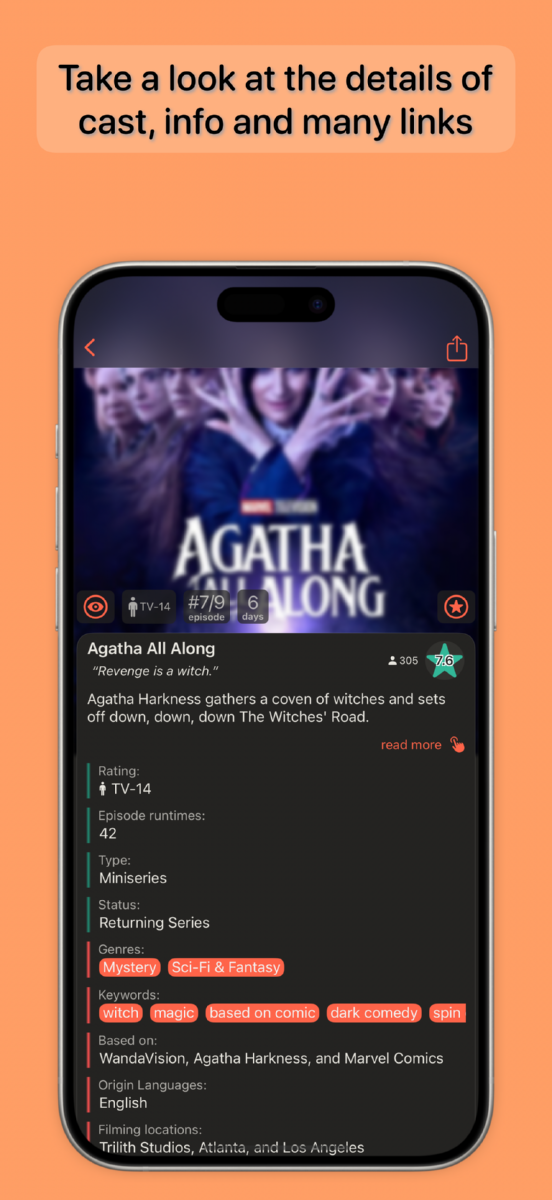 Take a look at the details of
cast, info and many links
MARVEL TELEVISION
AGATHA
ALL ALONG
TV-14
#7/9
episode
6
days
Agatha All Along
305
7.6
“Revenge is a witch.”
Agatha Harkness gathers a coven of witches and sets
off down, down, down The Witches' Road.
read more
Rating:
TV-14
Episode runtimes:
42
Type:
Miniseries
Status:
Returning Series
Genres:
Mystery Sci-Fi & Fantasy
Keywords:
witch magic based on comic dark comedy spin
Based on:
WandaVision, Agatha Harkness, and Marvel Comics
Origin Languages:
English
Filming locations:
Trilith Studios, Atlanta, and Los Angeles